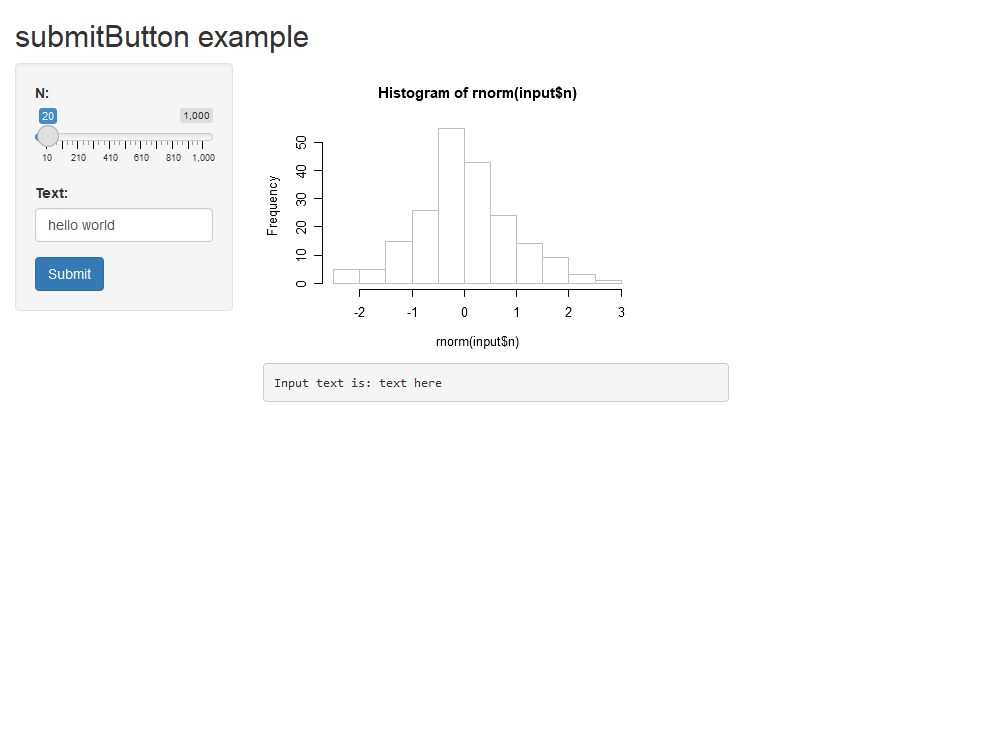 submitButton example
N:
20 1,000
10 210 410 610 810 1,000
Text:
hello world
Submit
Histogram of rnorm(input$n)
Frequency
50
40
30
20
10
0
-2 -1 0 1 2 3
rnorm(input$n)
Input text is: text here